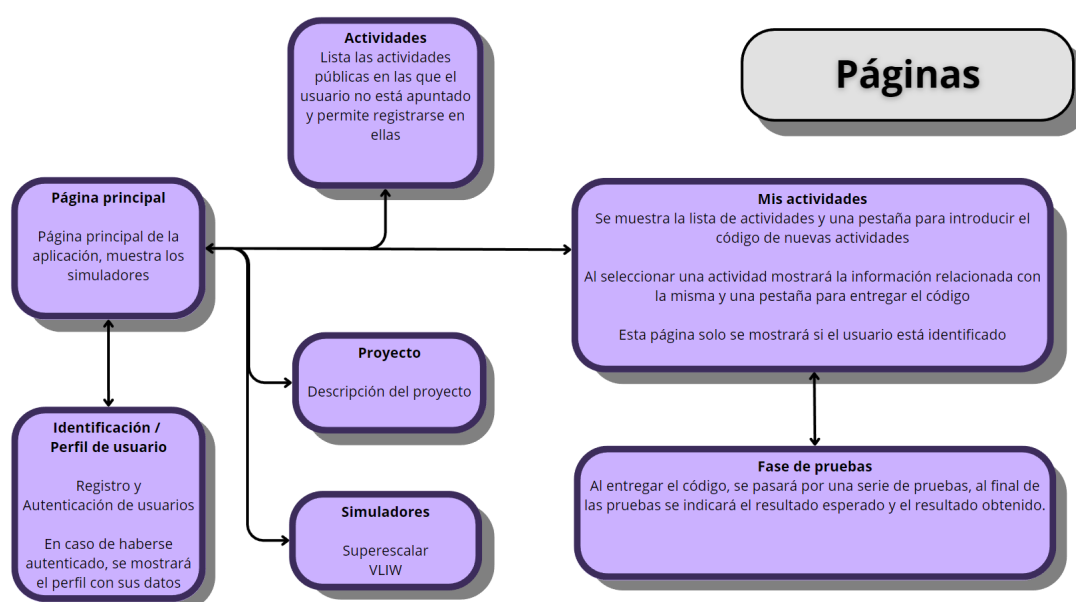 Páginas
Actividades
Lista las actividades
públicas en las que el
usuario no está apuntado
y permite registrarse en
ellas
Página principal
Página principal de la
aplicación, muestra los
simuladores
Mis actividades
Se muestra la lista de actividades y una pestaña para introducir el
código de nuevas actividades
Al seleccionar una actividad mostrará la información relacionada con
la misma y una pestaña para entregar el código
Esta página solo se mostrará si el usuario está identificado
Proyecto
Descripción del proyecto
Identificación /
Perfil de usuario
Registro y
Autenticación de usuarios
En caso de haberse
autenticado, se mostrará
el perfil con sus datos
Simuladores
Superescalar
VLIW
Fase de pruebas
Al entregar el código, se pasará por una serie de pruebas, al final de
las pruebas se indicará el resultado esperado y el resultado obtenido.